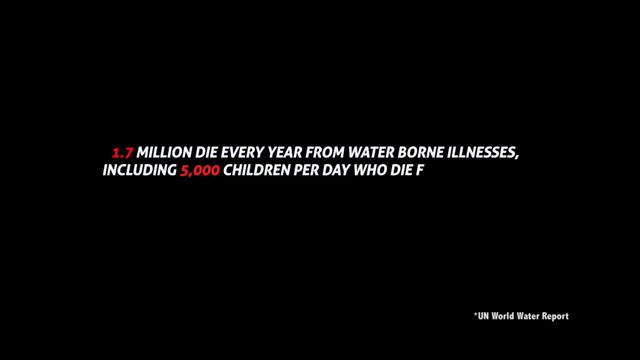 1.7 MILLION DIE EVERY YEAR FROM WATER BORNE ILLNESSES,
INCLUDING 5,000 CHILDREN PER DAY WHO DIE F
*UN World Water Report